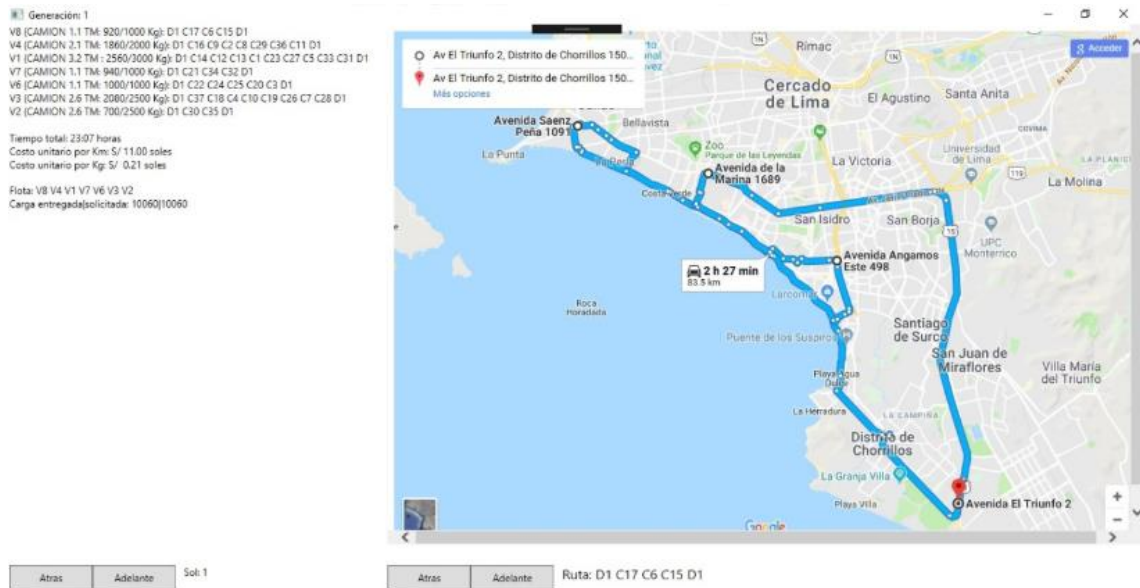 Generación: 1
V8 (CAMION 1.1 TM: 920/1000 Kg): D1 C17 C6 C15 D1
V4 (CAMION 2.1 TM: 1860/2000 Kg): D1 C16 C9 C2 C8 C29 C36 C11 D1
V1 (CAMION 3.2 TM : 2560/3000 Kg): D1 C14 C12 C13 C1 C23 C27 C5 C33 C31 D1
V7 (CAMION 1.1 TM: 940/1000 Kg): D1 C21 C34 C32 D1
V6 (CAMION 1.1 TM: 1000/1000 Kg): D1 C22 C24 C25 C20 C3 D1
V3 (CAMION 2.6 TM: 2080/2500 Kg): D1 C37 C18 C4 C10 C19 C26 C7 C28 D1
V2 (CAMION 2.6 TM: 700/2500 Kg): D1 C30 C35 D1
Tiempo total: 23:07 horas
Costo unitario por Km: S/ 11.00 soles
Costo unitario por Kg: S/ 0.21 soles
Flota: V8 V4 V1 V7 V6 V3 V2
Carga entregada|solicitada: 10060|10060
Av El Triunfo 2, Distrito de Chorrillos 150...
Av El Triunfo 2, Distrito de Chorrillos 150...
Más opciones
Acceder
1N
Rimac
Cercado
de Lima
El Agustino
Santa Anita
Avenida Saenz
Peña 1091
Bellavista
La Punta
La Perla
Zoo
Parque de las Leyendas
La Victoria
Universidad
de Lima
119
La Molina
Avenida de la
Marina 1689
Costa Verde
San Isidro
San Borja
15
UPC
Monterrico
Avenida Angamos
Este 498
2 h 27 min
83.5 km
Larcomar
Roca
Horadada
Puente de los Suspiros
Santiago
de Surco
San Juan de
Miraflores
Villa María
del Triunfo
Playa Agua
Dulce
La Herradura
LA CAMPIÑA
Distrito de
Chorrillos
La Granja Villa
Playa Villa
Avenida El Triunfo 2
Google
Atras
Adelante
Sol: 1
Atras
Adelante
Ruta: D1 C17 C6 C15 D1